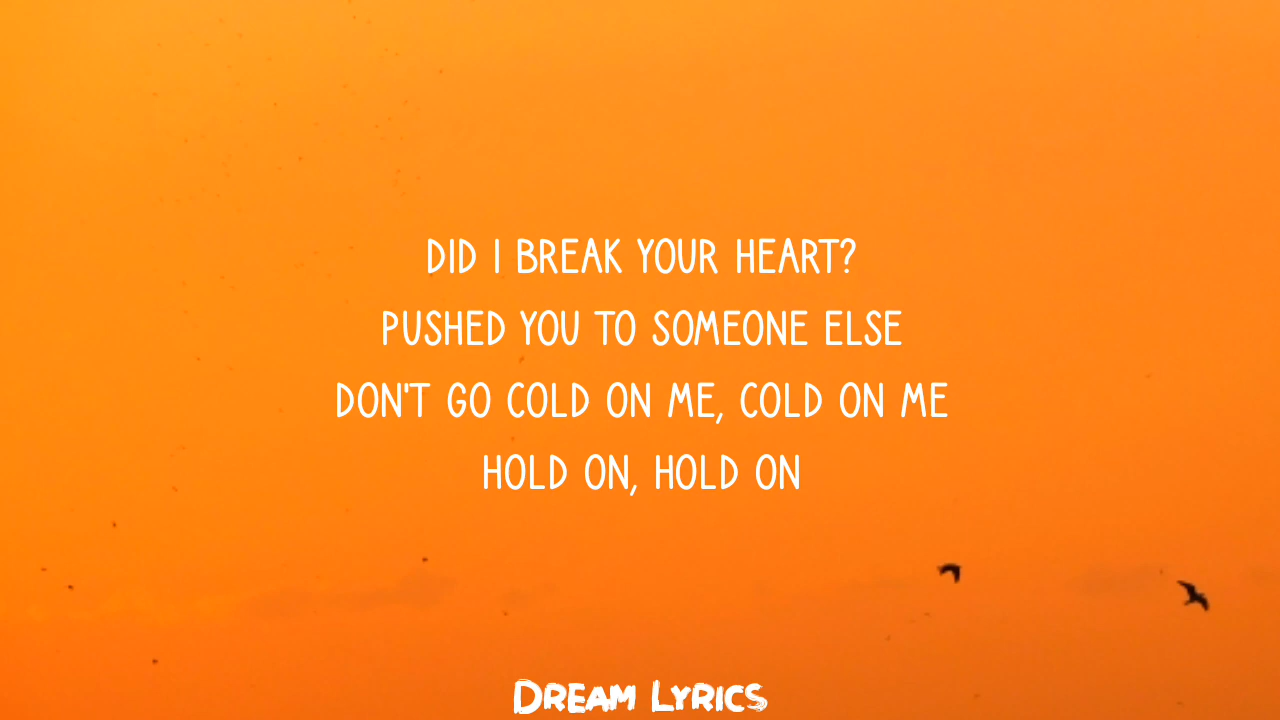 DID I BREAK YOUR HEART?
PUSHED YOU TO SOMEONE ELSE
DON'T GO COLD ON ME, COLD ON ME
HOLD ON, HOLD ON
DREAM LYRICS